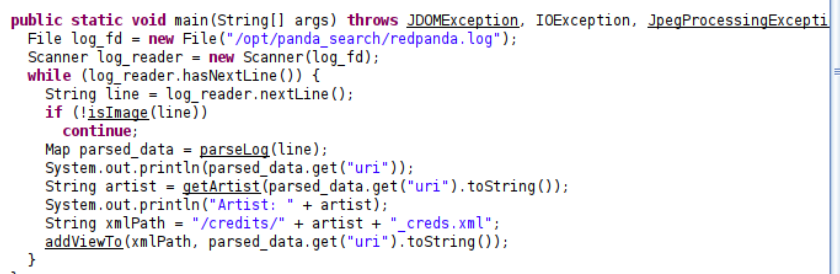 public static void main(String[] args) throws JDOMException, IOException, JpegProcessingExcepti
File log_fd = new File("/opt/panda_search/redpanda.log");
Scanner log_reader = new Scanner(log_fd);
while (log_reader.hasNextLine()) {
String line = log_reader.nextLine();
if (!isImage(line))
continue;
Map parsed_data = parseLog(line);
System.out.println(parsed_data.get("uri"));
String artist = getArtist(parsed_data.get("uri").toString());
System.out.println("Artist: " + artist);
String xmlPath = "/credits/" + artist + "_creds.xml";
addViewTo(xmlPath, parsed_data.get("uri").toString());
}